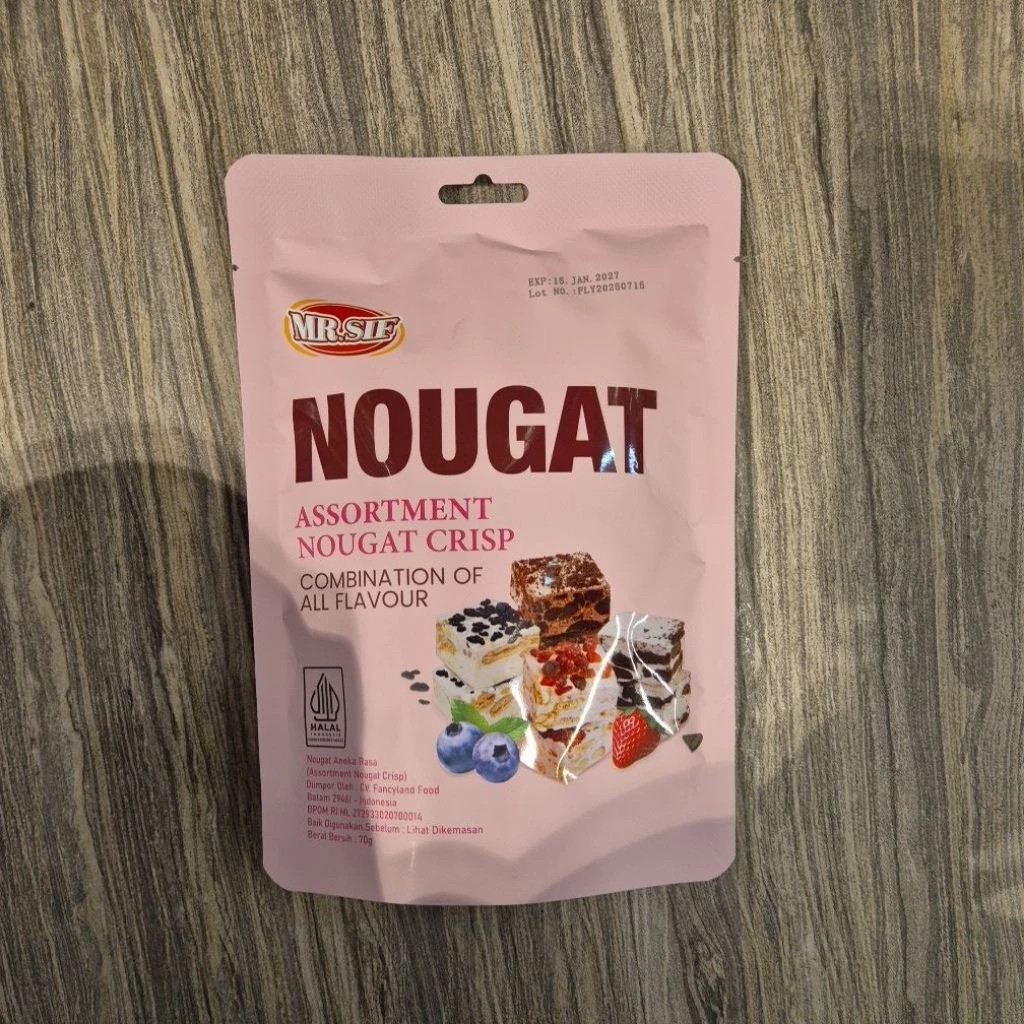 EXP:15. JAN. 2027
Lot NO. :FLY20250715
MR.SIF
NOUGAT
ASSORTMENT
NOUGAT CRISP
COMBINATION OF
ALL FLAVOUR
HALAL
INDONESIA
Nougat Aneka Rasa
(Assortment Nougat Crisp)
Diimpor Oleh : CV. Fancyland Food
Batam 29461 - Indonesia
BPOM RI ML 272933020700014
Baik Digunakan Sebelum : Lihat Dikemasan
Berat Bersih : 70g